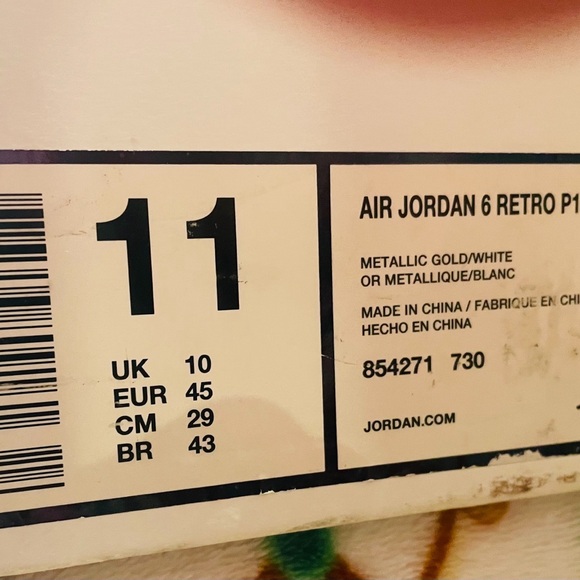 11
UK 10
EUR 45
CM 29
BR 43
AIR JORDAN 6 RETRO P1
METALLIC GOLD/WHITE
OR METALLIQUE/BLANC
MADE IN CHINA / FABRIQUE EN CHI
HECHO EN CHINA
854271 730
JORDAN.COM